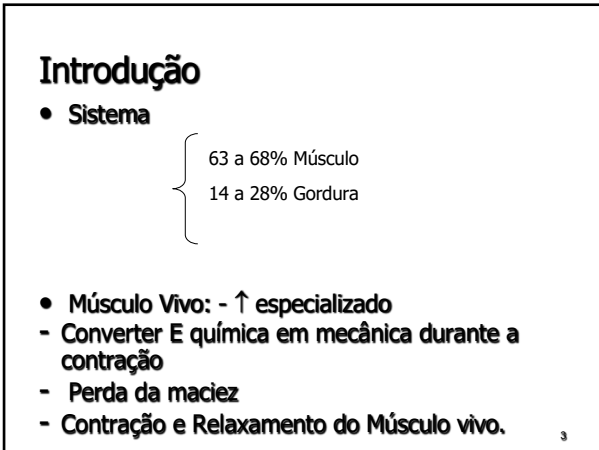 Introdução
• Sistema
63 a 68% Músculo
14 a 28% Gordura
• Músculo Vivo: - ↑ especializado
- Converter E química em mecânica durante a
contração
- Perda da maciez
- Contração e Relaxamento do Músculo vivo.
3